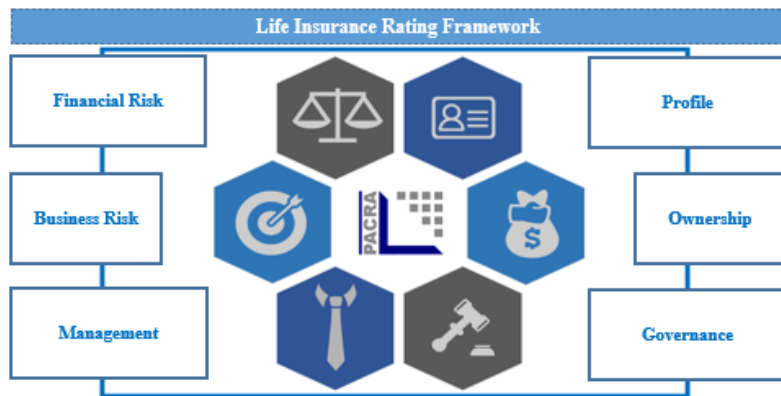 Life Insurance Rating Framework
Financial Risk
Profile
Business Risk
PACRA
$
Ownership
Management
Governance